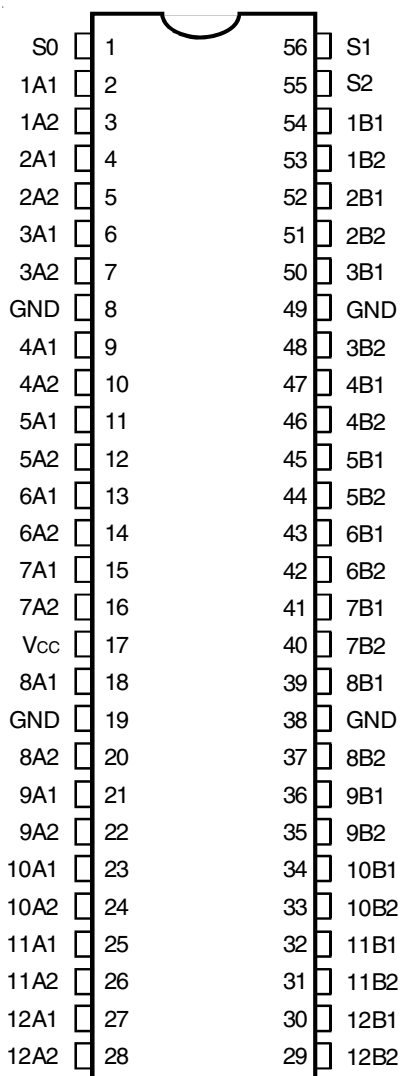 S0 1 56 S1
1A1 2 55 S2
1A2 3 54 1B1
2A1 4 53 1B2
2A2 5 52 2B1
3A1 6 51 2B2
3A2 7 50 3B1
GND 8 49 GND
4A1 9 48 3B2
4A2 10 47 4B1
5A1 11 46 4B2
5A2 12 45 5B1
6A1 13 44 5B2
6A2 14 43 6B1
7A1 15 42 6B2
7A2 16 41 7B1
VCC 17 40 7B2
8A1 18 39 8B1
GND 19 38 GND
8A2 20 37 8B2
9A1 21 36 9B1
9A2 22 35 9B2
10A1 23 34 10B1
10A2 24 33 10B2
11A1 25 32 11B1
11A2 26 31 11B2
12A1 27 30 12B1
12A2 28 29 12B2